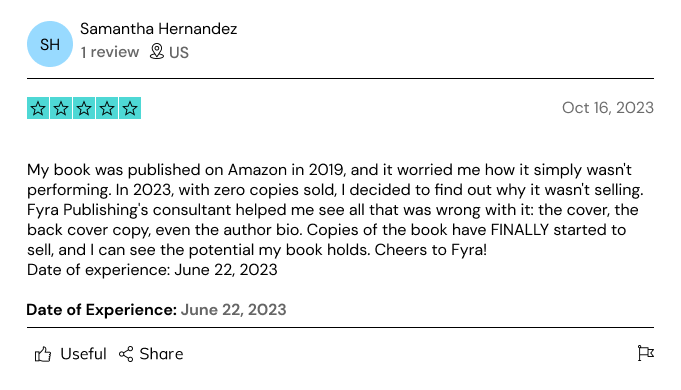 SH
Samantha Hernandez
1 review US
Oct 16, 2023
My book was published on Amazon in 2019, and it worried me how it simply wasn't
performing. In 2023, with zero copies sold, I decided to find out why it wasn't selling.
Fyra Publishing's consultant helped me see all that was wrong with it: the cover, the
back cover copy, even the author bio. Copies of the book have FINALLY started to
sell, and I can see the potential my book holds. Cheers to Fyra!
Date of experience: June 22, 2023
Date of Experience: June 22, 2023
Useful Share